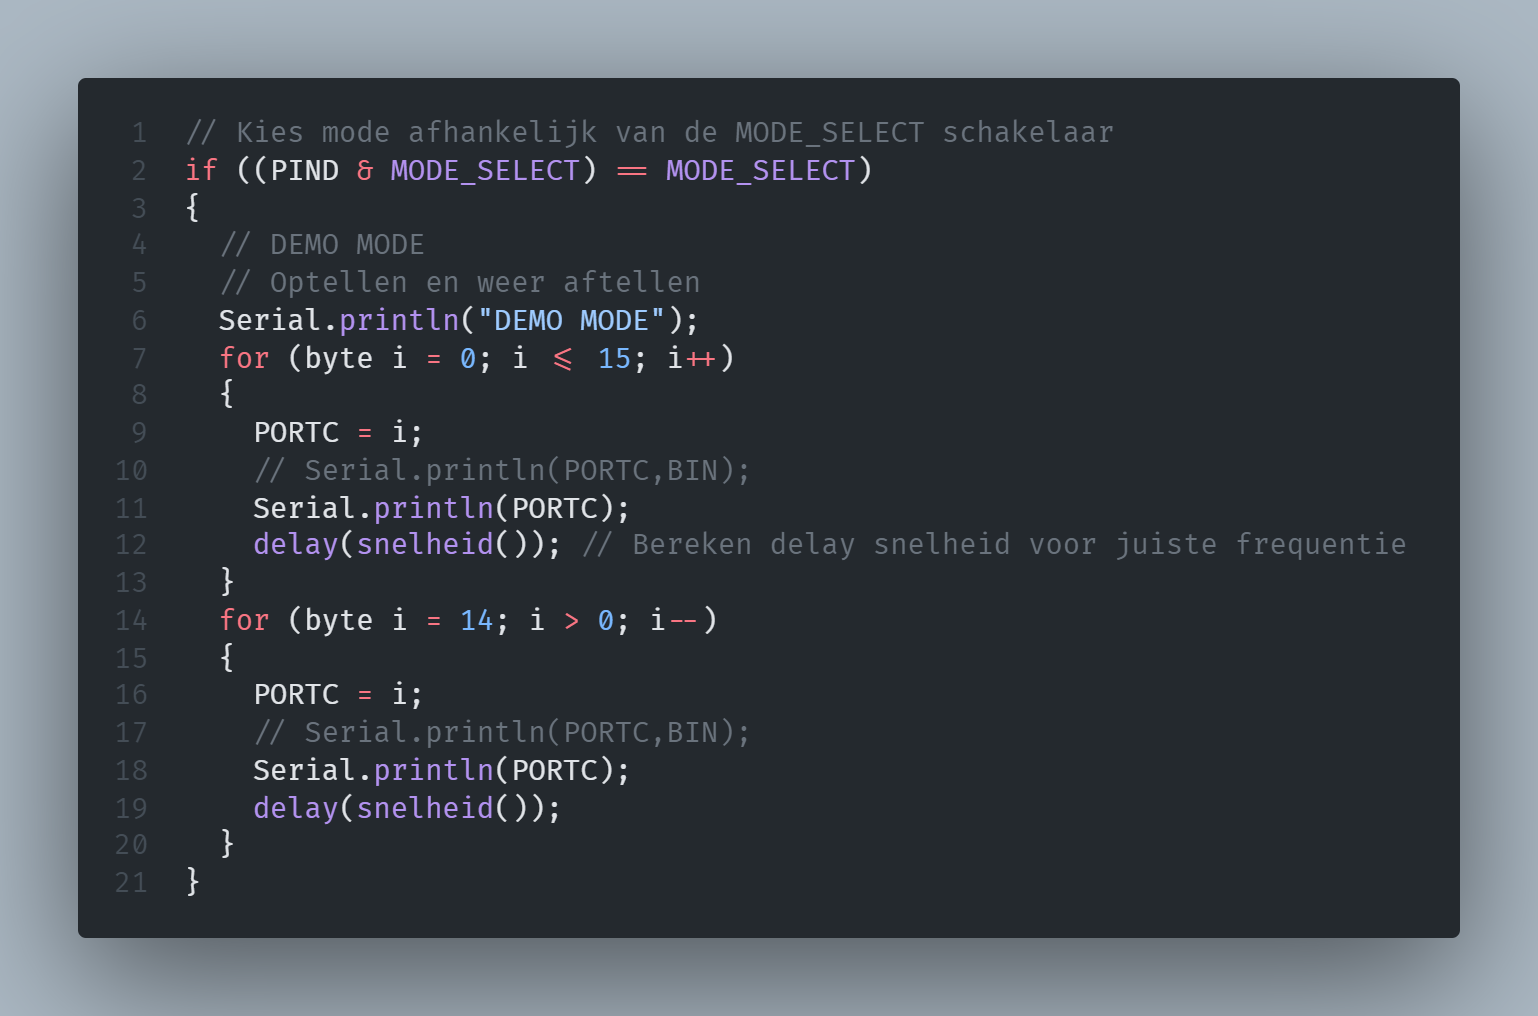 1 // Kies mode afhankelijk van de MODE_SELECT schakelaar
2 if ((PIND & MODE_SELECT) == MODE_SELECT)
3 {
4   // DEMO MODE
5   // Optellen en weer aftellen
6   Serial.println("DEMO MODE");
7   for (byte i = 0; i <= 15; i++)
8   {
9     PORTC = i;
10     // Serial.println(PORTC,BIN);
11     Serial.println(PORTC);
12     delay(snelheid()); // Bereken delay snelheid voor juiste frequentie
13   }
14   for (byte i = 14; i > 0; i--)
15   {
16     PORTC = i;
17     // Serial.println(PORTC,BIN);
18     Serial.println(PORTC);
19     delay(snelheid());
20   }
21 }